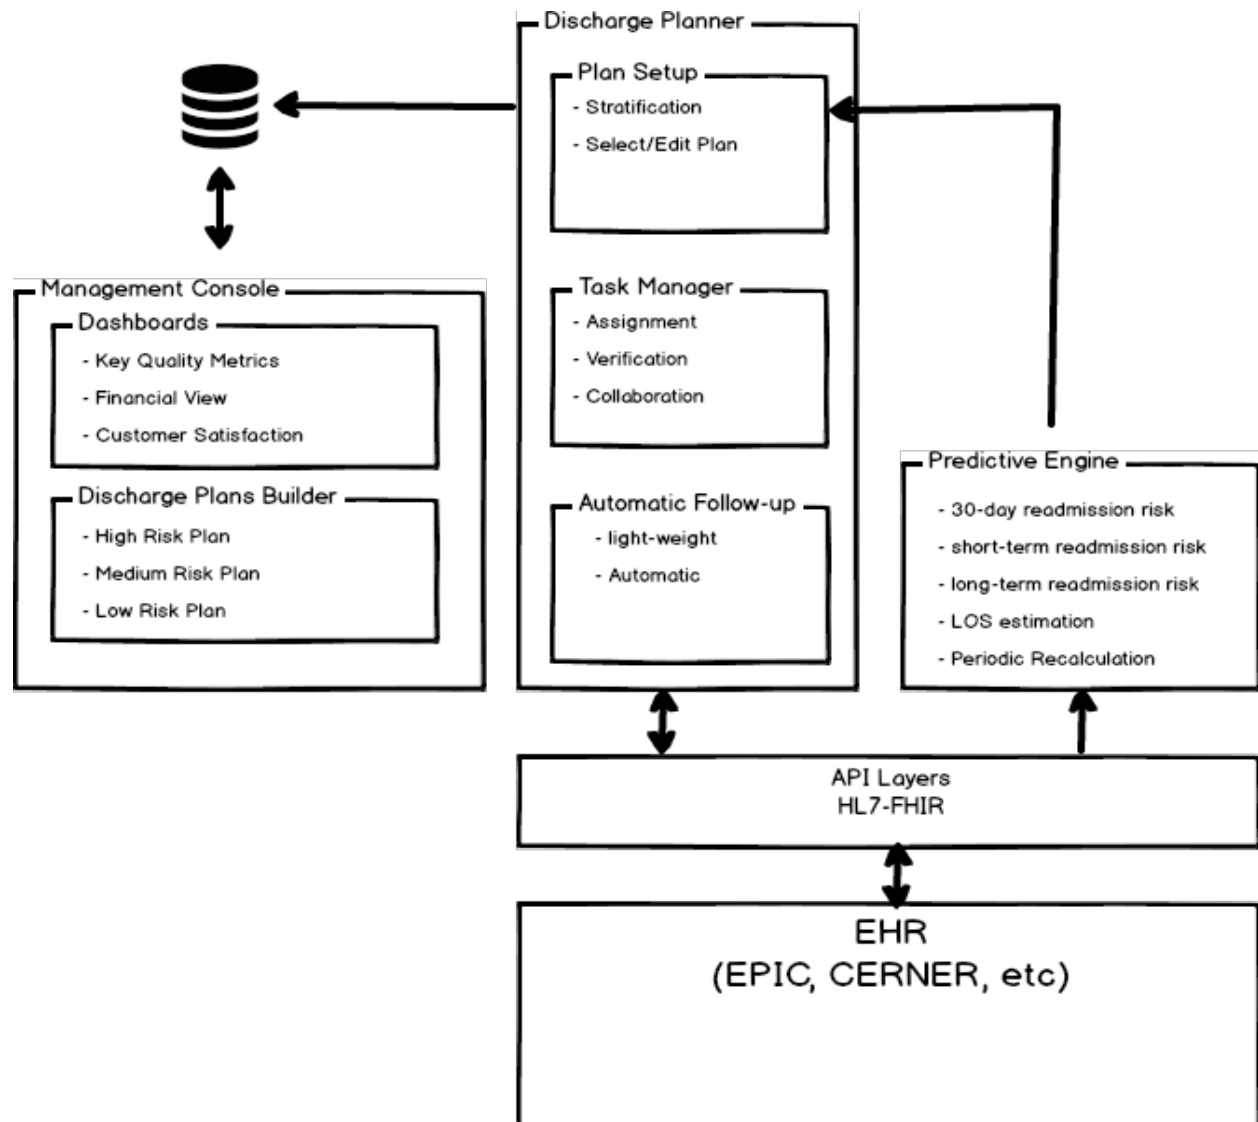 Discharge Planner
Plan Setup
- Stratification
- Select/Edit Plan
Task Manager
- Assignment
- Verification
- Collaboration
Automatic Follow-up
- light-weight
- Automatic
Management Console
Dashboards
- Key Quality Metrics
- Financial View
- Customer Satisfaction
Discharge Plans Builder
- High Risk Plan
- Medium Risk Plan
- Low Risk Plan
Predictive Engine
- 30-day readmission risk
- short-term readmission risk
- long-term readmission risk
- LOS estimation
- Periodic Recalculation
API Layers
HL7-FHIR
EHR
(EPIC, CERNER, etc)